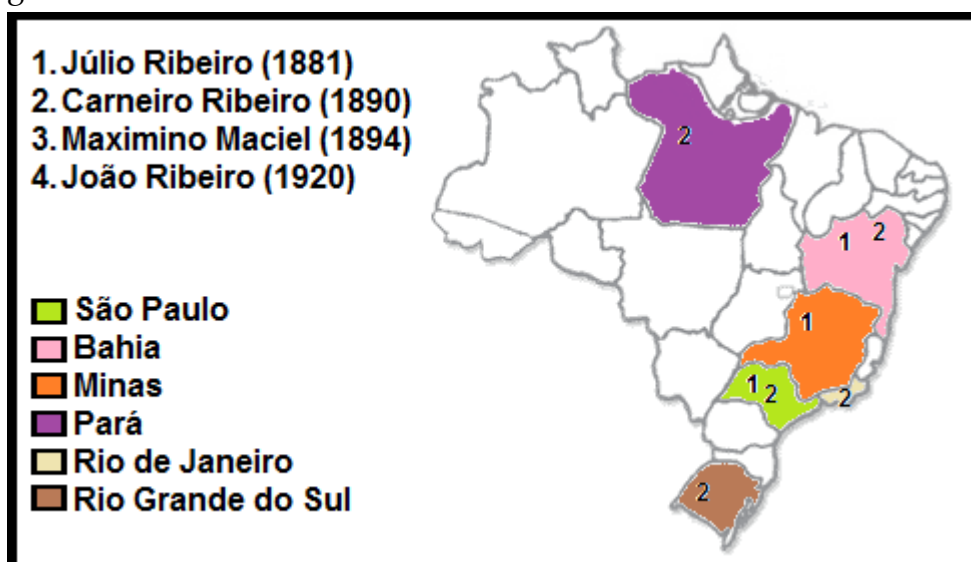 1. Júlio Ribeiro (1881)
2. Carneiro Ribeiro (1890)
3. Maximino Maciel (1894)
4. João Ribeiro (1920)
2
1 2
1
1 2
2
2
São Paulo
Bahia
Minas
Pará
Rio de Janeiro
Rio Grande do Sul